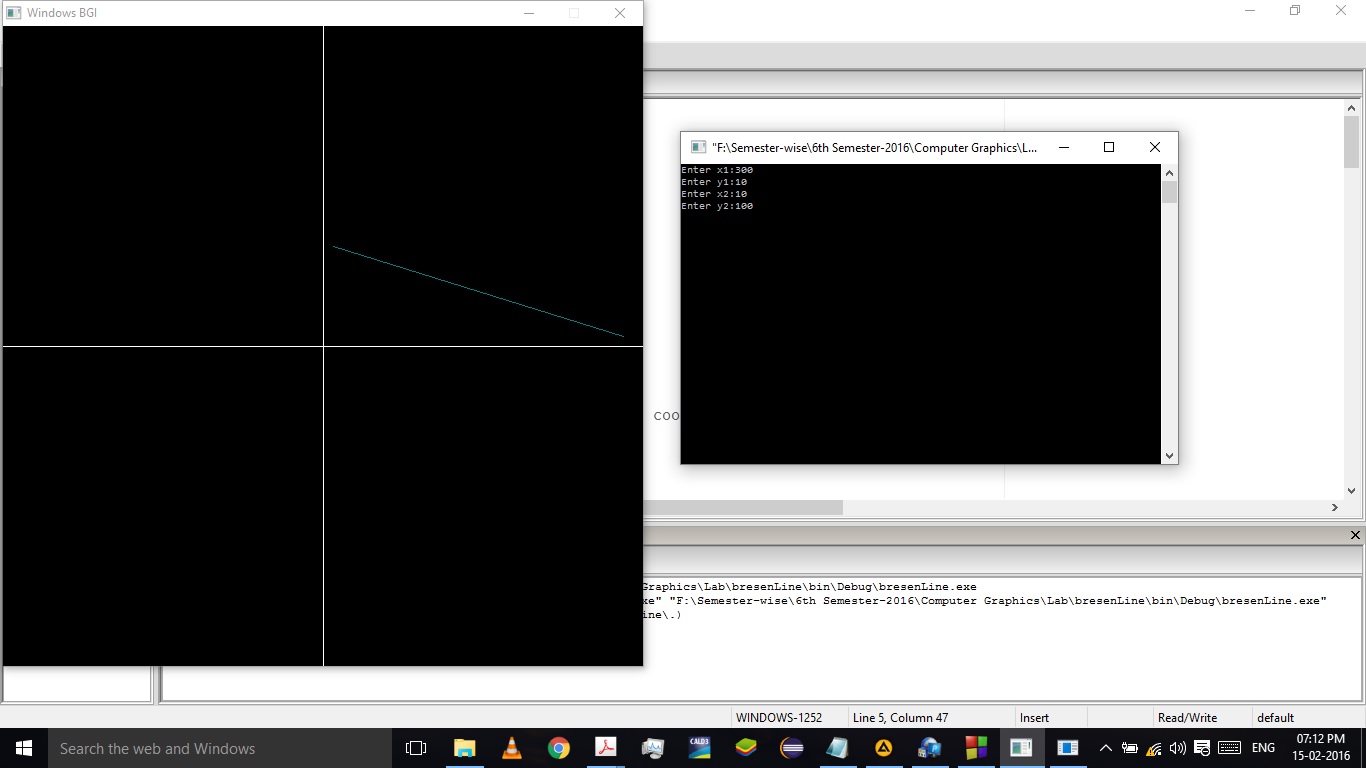 Windows BGI
"F:\Semester-wise\6th Semester-2016\Computer Graphics\L...
Enter x1:300
Enter y1:10
Enter x2:10
Enter y2:100
coo
Graphics\Lab\bresenLine\bin\Debug\bresenLine.exe
xe" "F:\Semester-wise\6th Semester-2016\Computer Graphics\Lab\bresenLine\bin\Debug\bresenLine.exe"
ine\.)
WINDOWS-1252 Line 5, Column 47 Insert Read/Write default
Search the web and Windows
CALD3
ENG
07:12 PM
15-02-2016